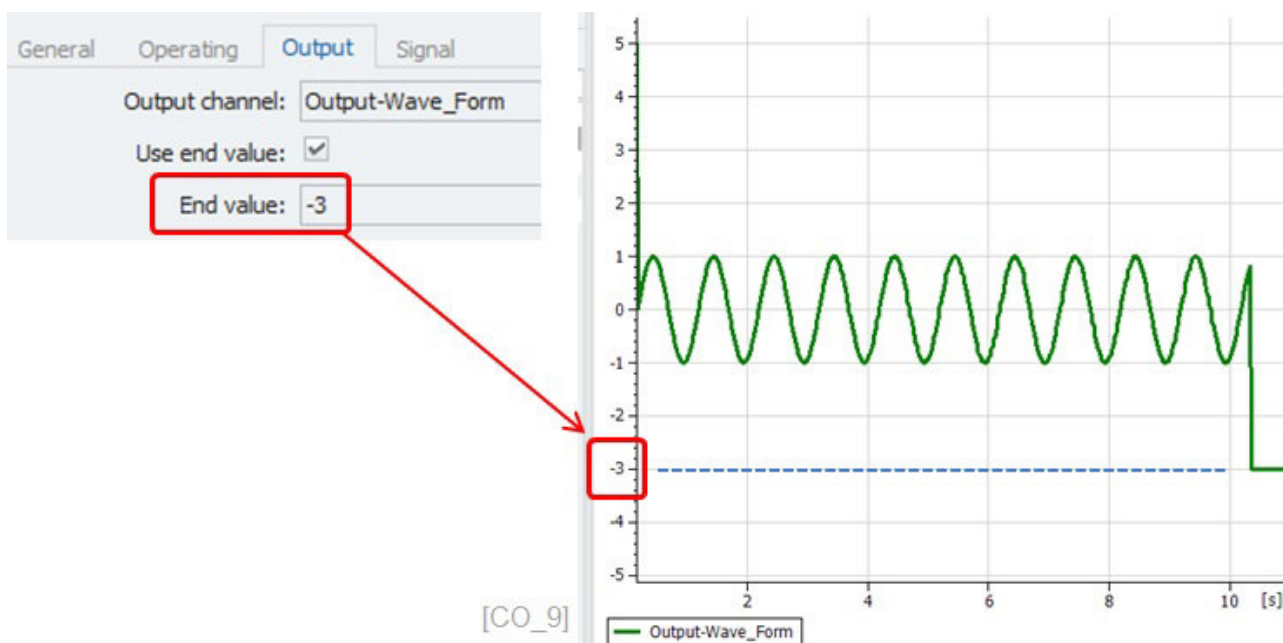 General Operating Output Signal
Output channel: Output-Wave_Form
Use end value:
End value: -3
[CO_9]
5
4
3
2
1
0
-1
-2
-3
-4
-5
2 4 6 8 10 [s]
Output-Wave_Form